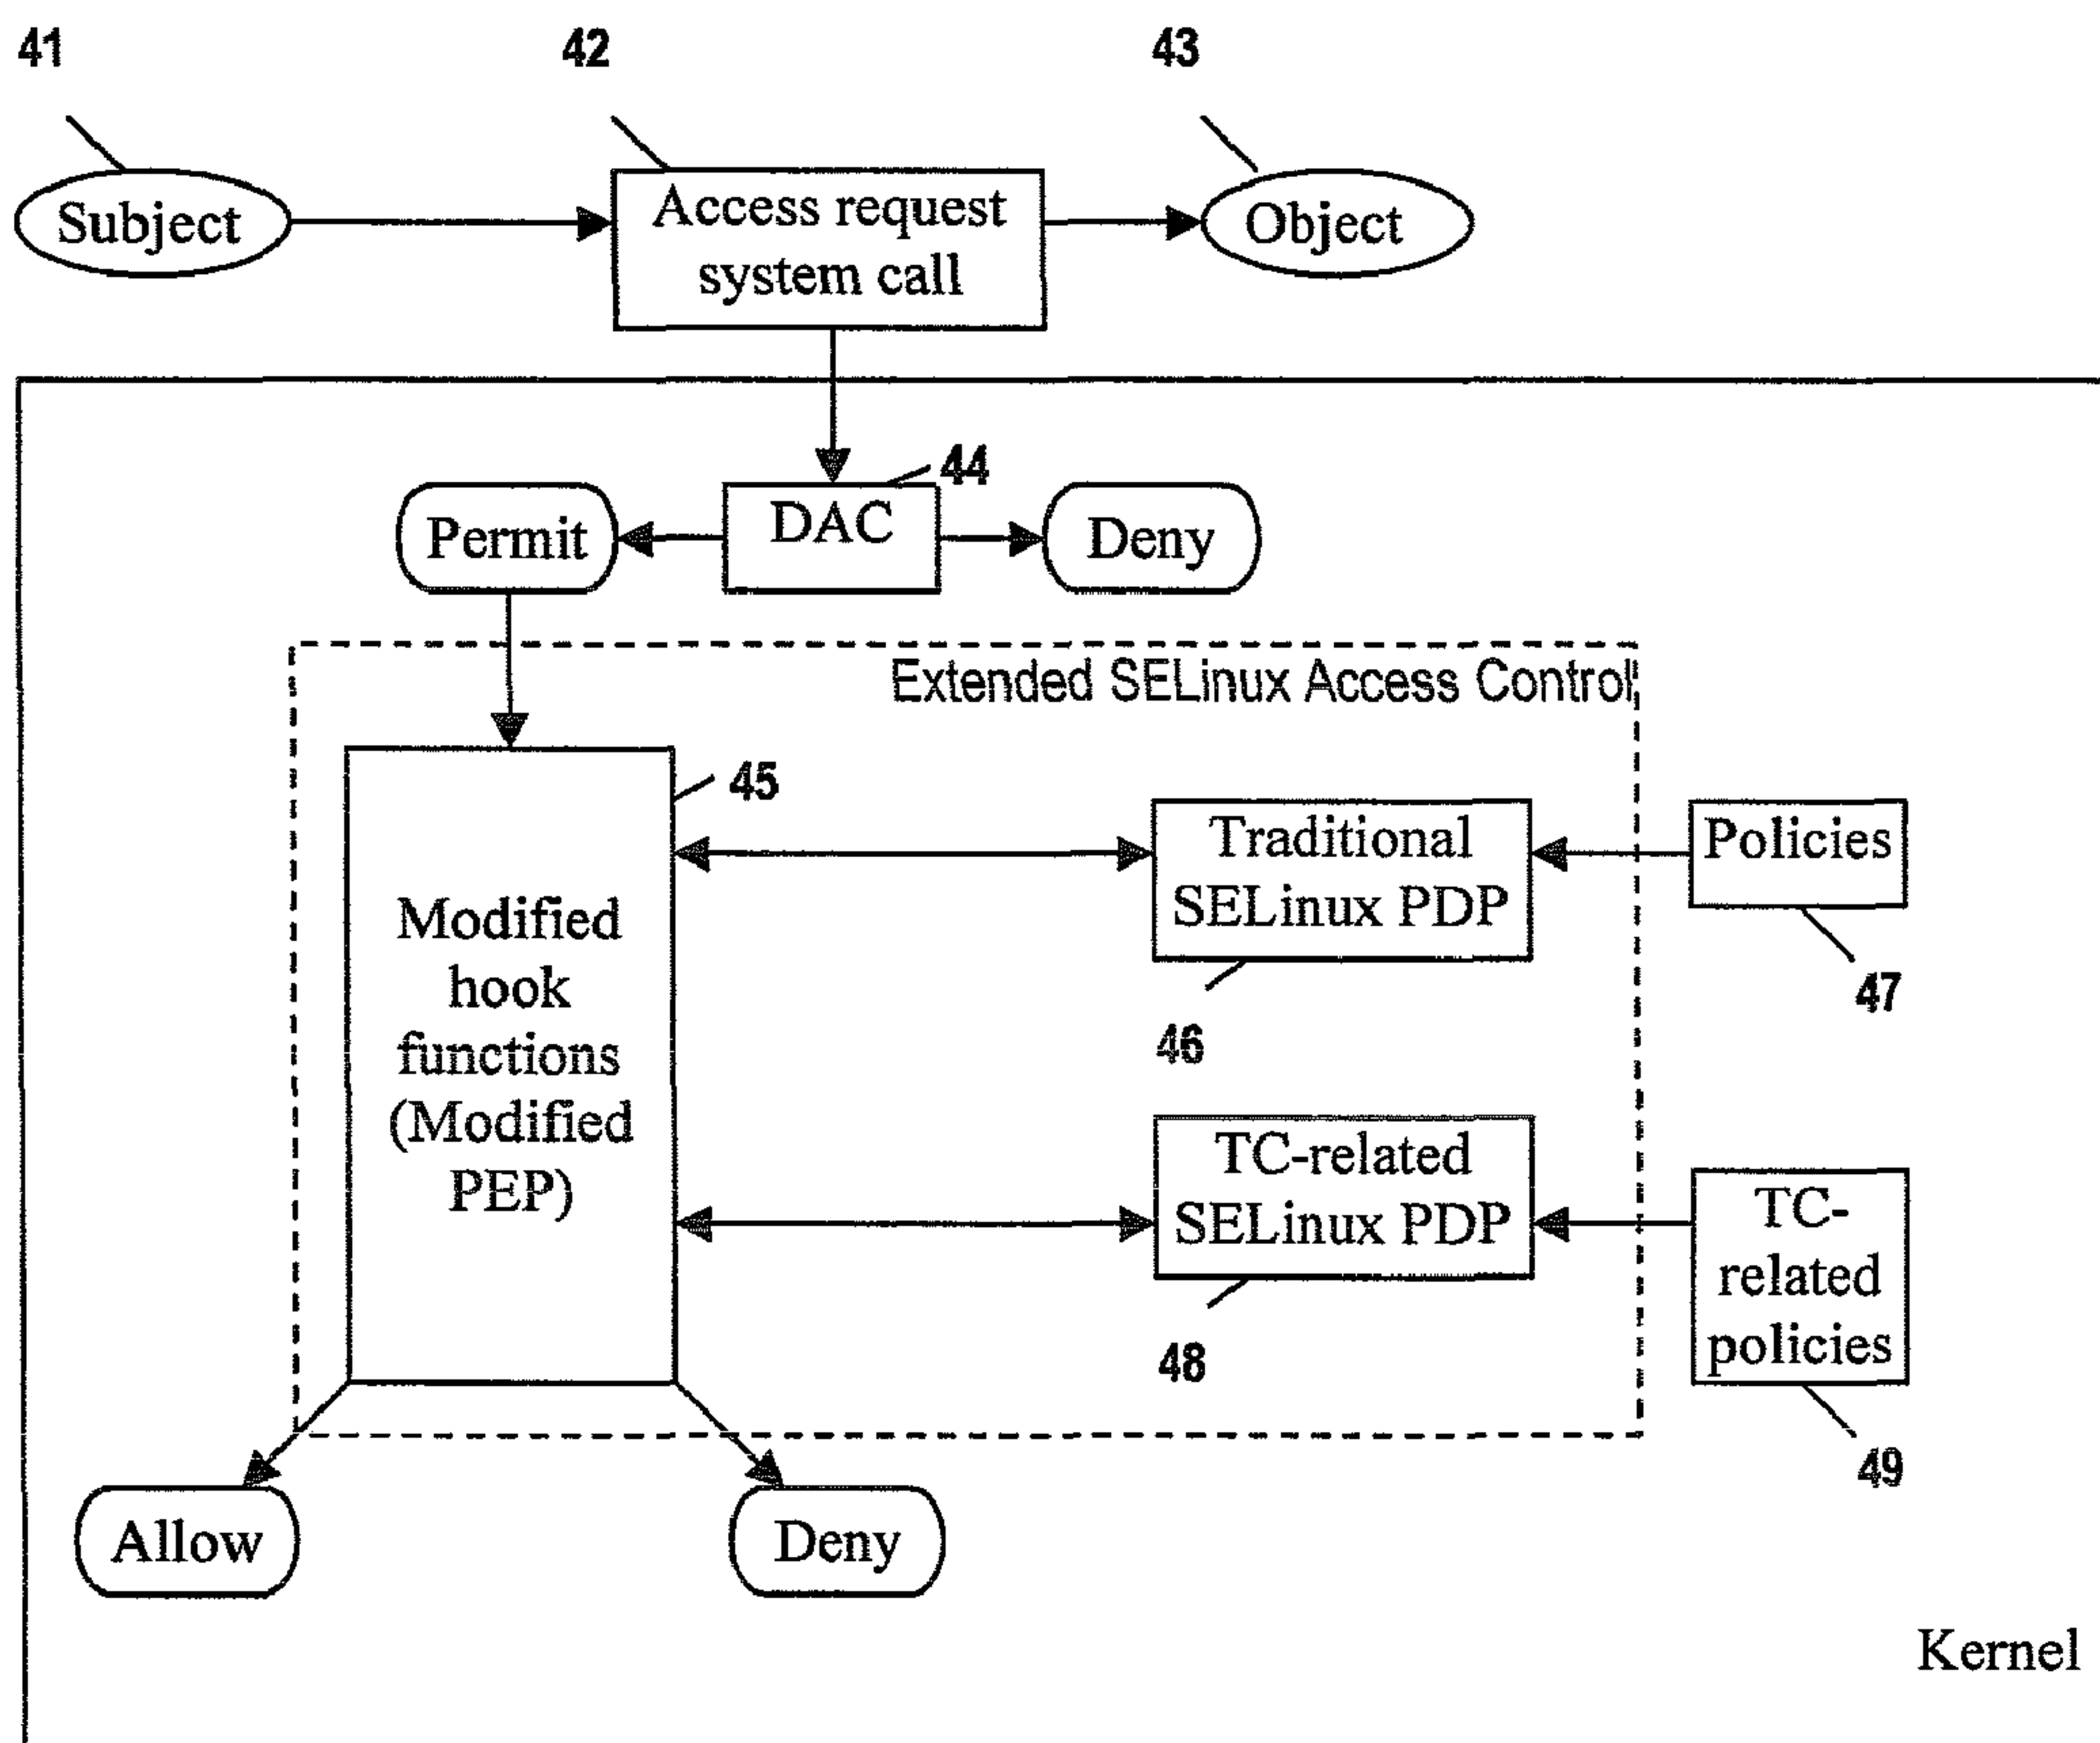 41
42
43
Subject
Access request
system call
Object
44
Permit
DAC
Deny
Extended SELinux Access Control
45
Modified
hook
functions
(Modified
PEP)
Traditional
SELinux PDP
46
Policies
47
TC-related
SELinux PDP
48
TC-
related
policies
49
Allow
Deny
Kernel